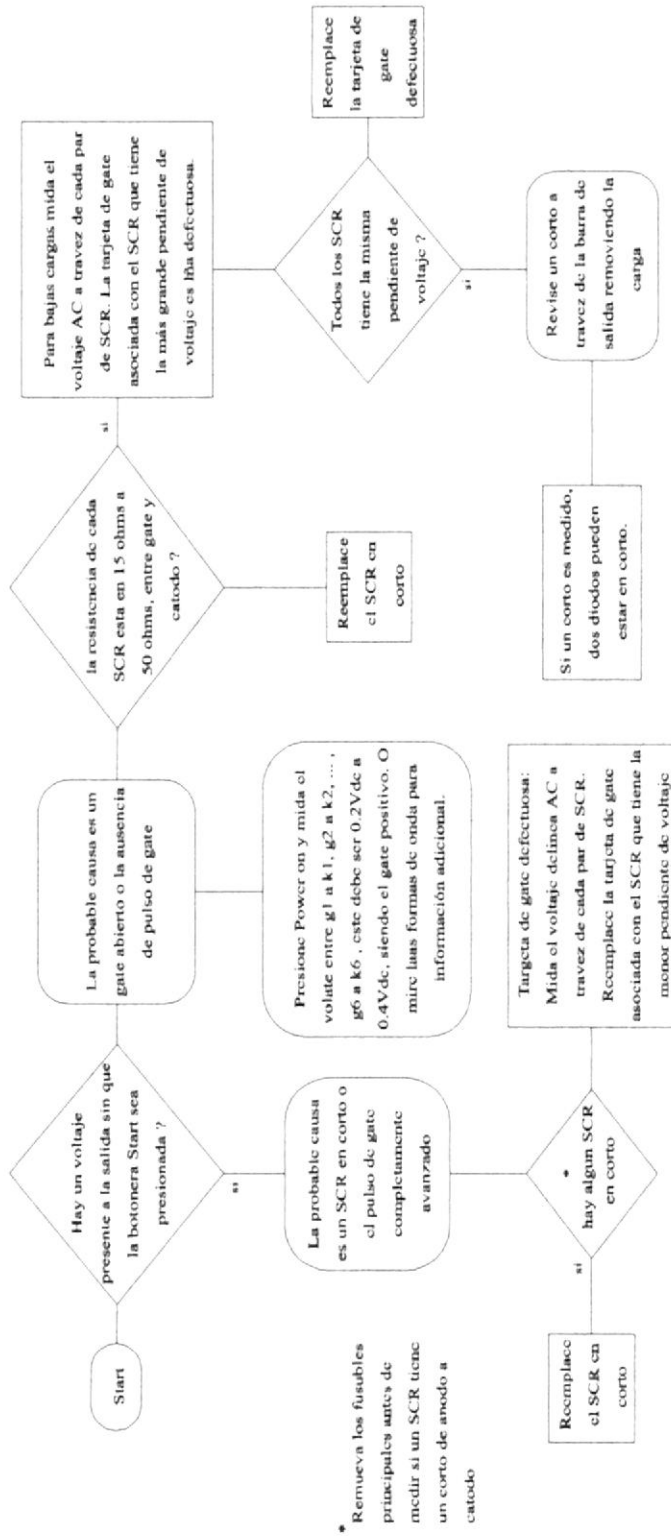 Start
Hay un voltaje
presente a la salida sin que
la botonera Start sea
presionada ?
La probable causa es un
gate abierto o la ausencia
de pulso de gate
la resistencia de cada
SCR esta en 15 ohms a
50 ohms, entre gate y
catodo ?
si
Para bajas cargas mida el
voltaje AC a travez de cada par
de SCR. La tarjeta de gate
asociada con el SCR que tiene
la más grande pendiente de
voltaje es lña defectuosa.
Presione Power on y mida el
volate entre g1 a k1, g2 a k2, ... ,
g6 a k6 , este debe ser 0.2Vdc a
0.4Vdc, siendo el gate positivo. O
mire laas formas de onda para
información adicional.
Reemplace
el SCR en
corto
Todos los SCR
tiene la misma
pendiente de
voltaje ?
Reemplace
la tarjeta de
gate
defectuosa
si
Revise un corto a
travez de la barra de
salida removiendo la
carga
Si un corto es medido,
dos diodos pueden
estar en corto.
si
La probable causa
es un SCR en corto o
el pulso de gate
completamente
avanzado
*
hay algun SCR
en corto
si
Reemplace
el SCR en
corto
Targeta de gate defectuosa:
Mida el voltaje delinea AC a
travez de cada par de SCR.
Reemplace la tarjeta de gate
asociada con el SCR que tiene la
menor pendiente de voltaje
* Remueva los fusubles
principales antes de
medir si un SCR tiene
un corto de anodo a
catodo